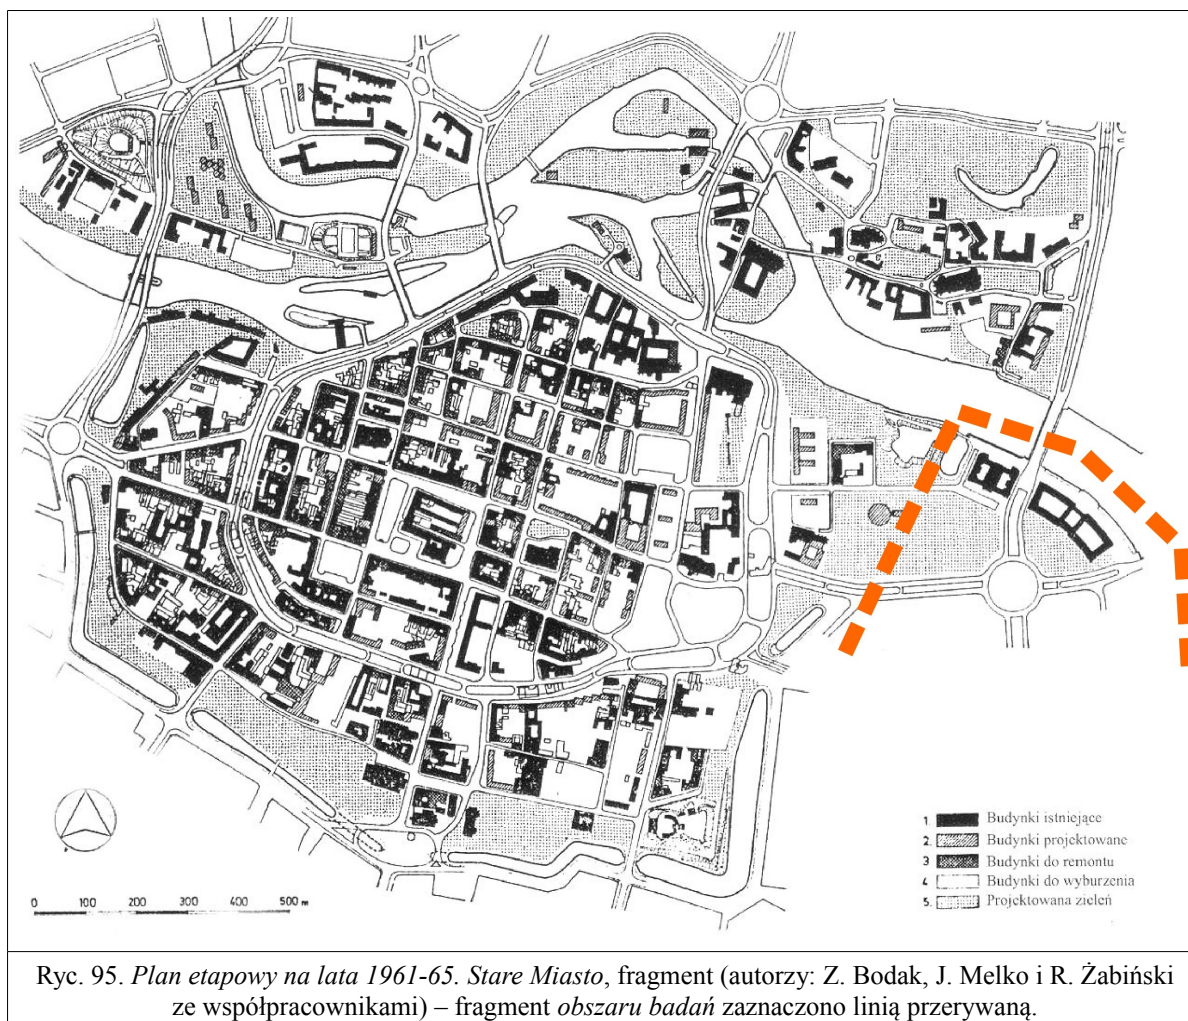 1 Budynki istniejące
2. Budynki projektowane
3 Budynki do remontu
4 Budynki do wyburzenia
5. Projektowana zieleń
0 100 200 300 400 500 m
Ryc. 95. Plan etapowy na lata 1961-65. Stare Miasto, fragment (autorzy: Z. Bodak, J. Melko i R. Żabiński
ze współpracownikami) – fragment obszaru badań zaznaczono linią przerywaną.